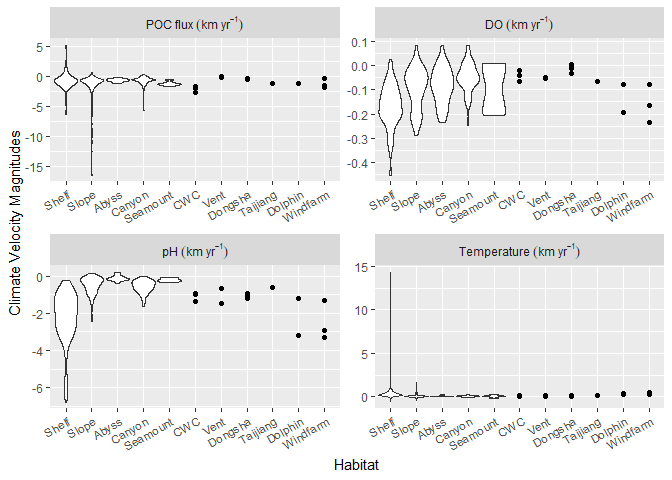 POC flux (km yr⁻¹)
DO (km yr⁻¹)
5
0
-5
-10
-15
0.1
0.0
-0.1
-0.2
-0.3
-0.4
Shelf Slope Abyss Canyon Seamount CWC Vent Dongsha Taijiang Dolphin Windfarm
Shelf Slope Abyss Canyon Seamount CWC Vent Dongsha Taijiang Dolphin Windfarm
Climate Velocity Magnitudes
pH (km yr⁻¹)
Temperature (km yr⁻¹)
0
-2
-4
-6
15
10
5
0
Shelf Slope Abyss Canyon Seamount CWC Vent Dongsha Taijiang Dolphin Windfarm
Shelf Slope Abyss Canyon Seamount CWC Vent Dongsha Taijiang Dolphin Windfarm
Habitat